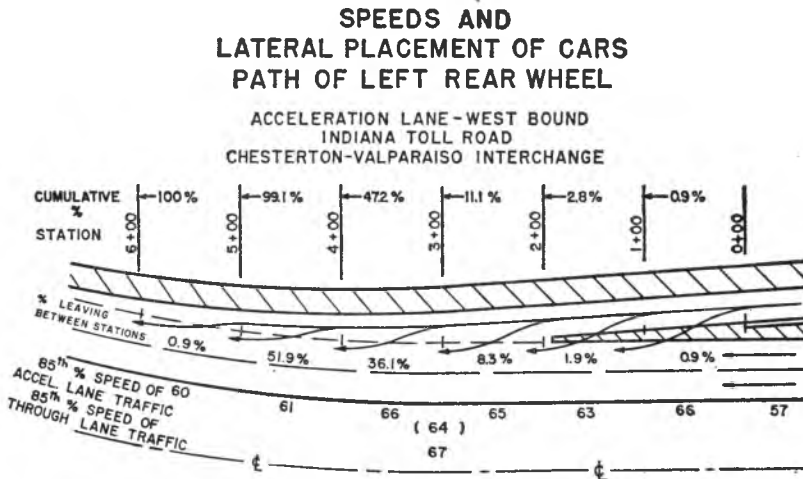 SPEEDS AND
LATERAL PLACEMENT OF CARS
PATH OF LEFT REAR WHEEL
ACCELERATION LANE-WEST BOUND
INDIANA TOLL ROAD
CHESTERTON-VALPARAISO INTERCHANGE
CUMULATIVE
%
100% 99.1% 47.2% 11.1% 2.8% 0.9%
STATION
6+00 5+00 4+00 3+00 2+00 1+00 0+00
% LEAVING
BETWEEN STATIONS
0.9% 51.9% 36.1% 8.3% 1.9% 0.9%
85th % SPEED OF 60
ACCEL. LANE TRAFFIC
61 66 65 63 66 57
85th % SPEED OF
THROUGH LANE TRAFFIC
( 64 )
67
℄ ℄